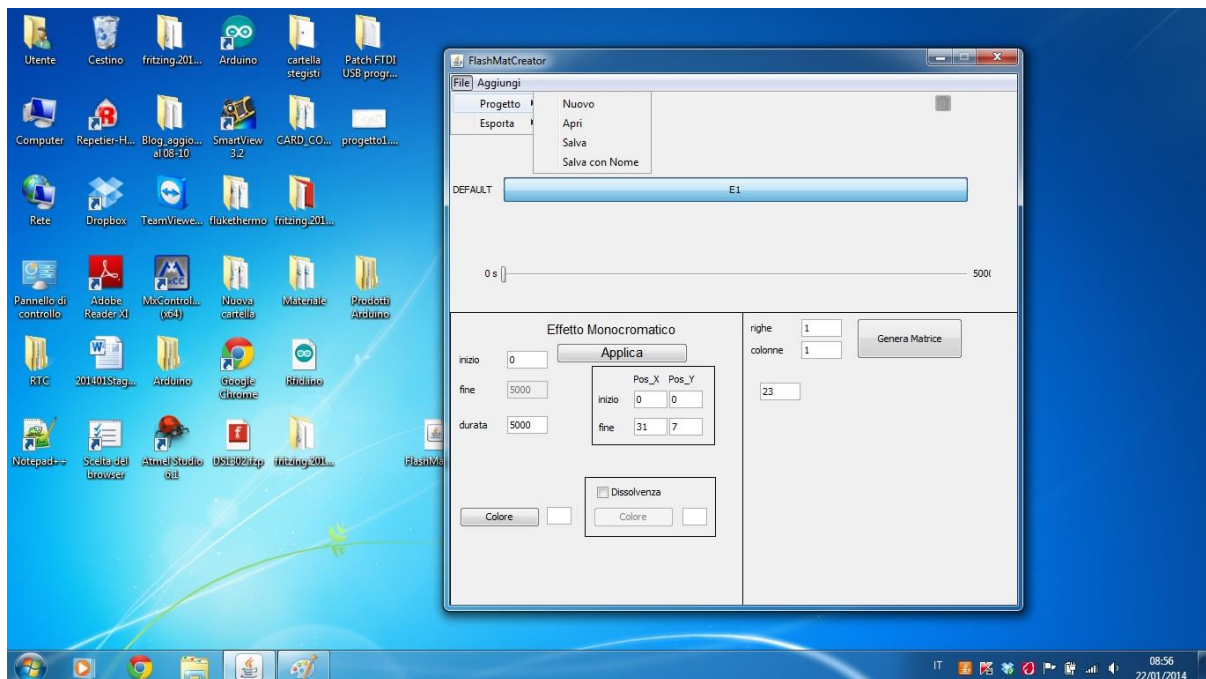 Utente
Cestino
fritzing.201...
Arduino
cartella
stegisti
Patch FTDI
USB progr...
Computer
Repetier-H...
Blog_aggio...
al 08-10
SmartView
3.2
CARD_CO...
progetto1....
Rete
Dropbox
TeamViewe...
flukethermo
fritzing.201...
Pannello di
controllo
Adobe
Reader XI
MxControl...
(x64)
Nuova
cartella
Materiale
Prodotti
Arduino
RTC
201401Stag...
Arduino
Google
Chrome
Rfidino
Notepad++
Scelta del
browser
Atmel Studio
6.1
DS1302.fzp
fritzing.201...
FlashMa
FlashMatCreator
File Aggiungi
Progetto
Esporta
Nuovo
Apri
Salva
Salva con Nome
DEFAULT
E1
0 s
500(
Effetto Monocromatico
Applica
inizio 0
fine 5000
durata 5000
Pos_X Pos_Y
inizio 0 0
fine 31 7
Dissolvenza
Colore
Colore
righe 1
colonne 1
Genera Matrice
23
IT
08:56
22/01/2014